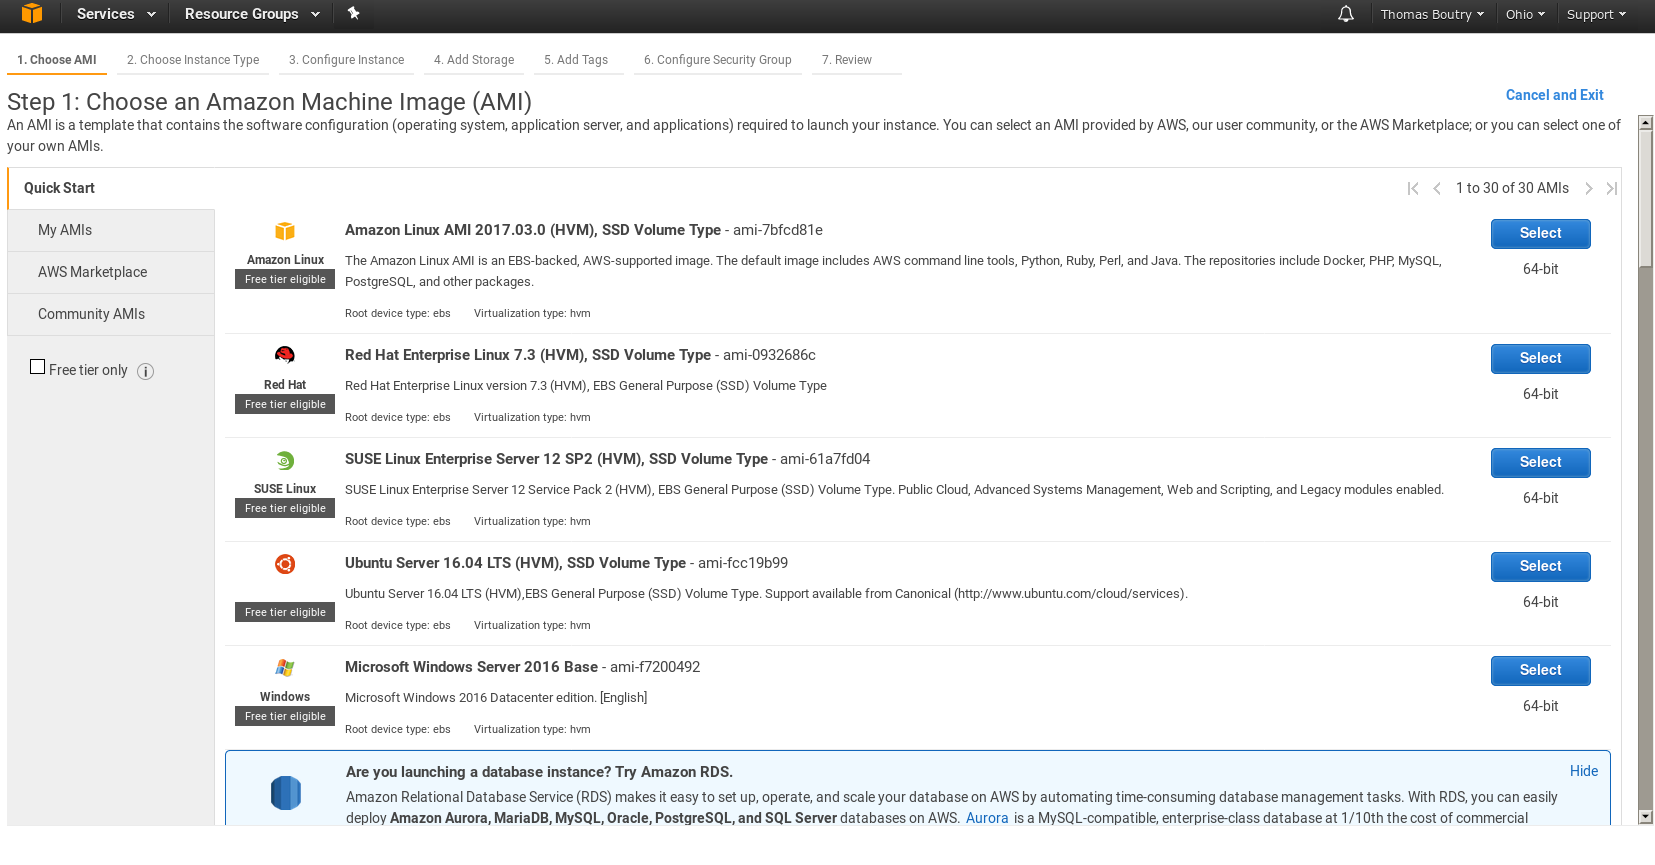 Services Resource Groups Thomas Boutry Ohio Support
1. Choose AMI 2. Choose Instance Type 3. Configure Instance 4. Add Storage 5. Add Tags 6. Configure Security Group 7. Review
Step 1: Choose an Amazon Machine Image (AMI)
Cancel and Exit
An AMI is a template that contains the software configuration (operating system, application server, and applications) required to launch your instance. You can select an AMI provided by AWS, our user community, or the AWS Marketplace; or you can select one of
your own AMIs.
Quick Start
1 to 30 of 30 AMIs
My AMIs
AWS Marketplace
Community AMIs
Free tier only
Amazon Linux
Free tier eligible
Amazon Linux AMI 2017.03.0 (HVM), SSD Volume Type - ami-7bfcd81e
The Amazon Linux AMI is an EBS-backed, AWS-supported image. The default image includes AWS command line tools, Python, Ruby, Perl, and Java. The repositories include Docker, PHP, MySQL,
PostgreSQL, and other packages.
Root device type: ebs Virtualization type: hvm
Select
64-bit
Red Hat
Free tier eligible
Red Hat Enterprise Linux 7.3 (HVM), SSD Volume Type - ami-0932686c
Red Hat Enterprise Linux version 7.3 (HVM), EBS General Purpose (SSD) Volume Type
Root device type: ebs Virtualization type: hvm
Select
64-bit
SUSE Linux
Free tier eligible
SUSE Linux Enterprise Server 12 SP2 (HVM), SSD Volume Type - ami-61a7fd04
SUSE Linux Enterprise Server 12 Service Pack 2 (HVM), EBS General Purpose (SSD) Volume Type. Public Cloud, Advanced Systems Management, Web and Scripting, and Legacy modules enabled.
Root device type: ebs Virtualization type: hvm
Select
64-bit
Free tier eligible
Ubuntu Server 16.04 LTS (HVM), SSD Volume Type - ami-fcc19b99
Ubuntu Server 16.04 LTS (HVM),EBS General Purpose (SSD) Volume Type. Support available from Canonical (http://www.ubuntu.com/cloud/services).
Root device type: ebs Virtualization type: hvm
Select
64-bit
Windows
Free tier eligible
Microsoft Windows Server 2016 Base - ami-f7200492
Microsoft Windows 2016 Datacenter edition. [English]
Root device type: ebs Virtualization type: hvm
Select
64-bit
Are you launching a database instance? Try Amazon RDS.
Hide
Amazon Relational Database Service (RDS) makes it easy to set up, operate, and scale your database on AWS by automating time-consuming database management tasks. With RDS, you can easily
deploy Amazon Aurora, MariaDB, MySQL, Oracle, PostgreSQL, and SQL Server databases on AWS. Aurora is a MySQL-compatible, enterprise-class database at 1/10th the cost of commercial